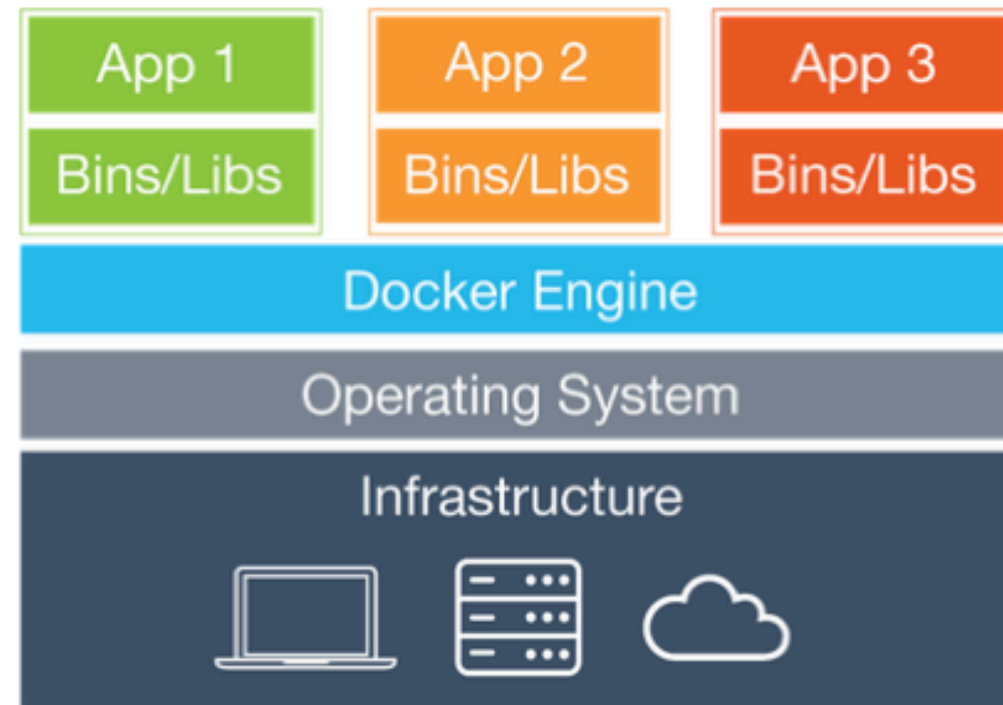 App 1
App 2
App 3
Bins/Libs
Bins/Libs
Bins/Libs
Docker Engine
Operating System
Infrastructure